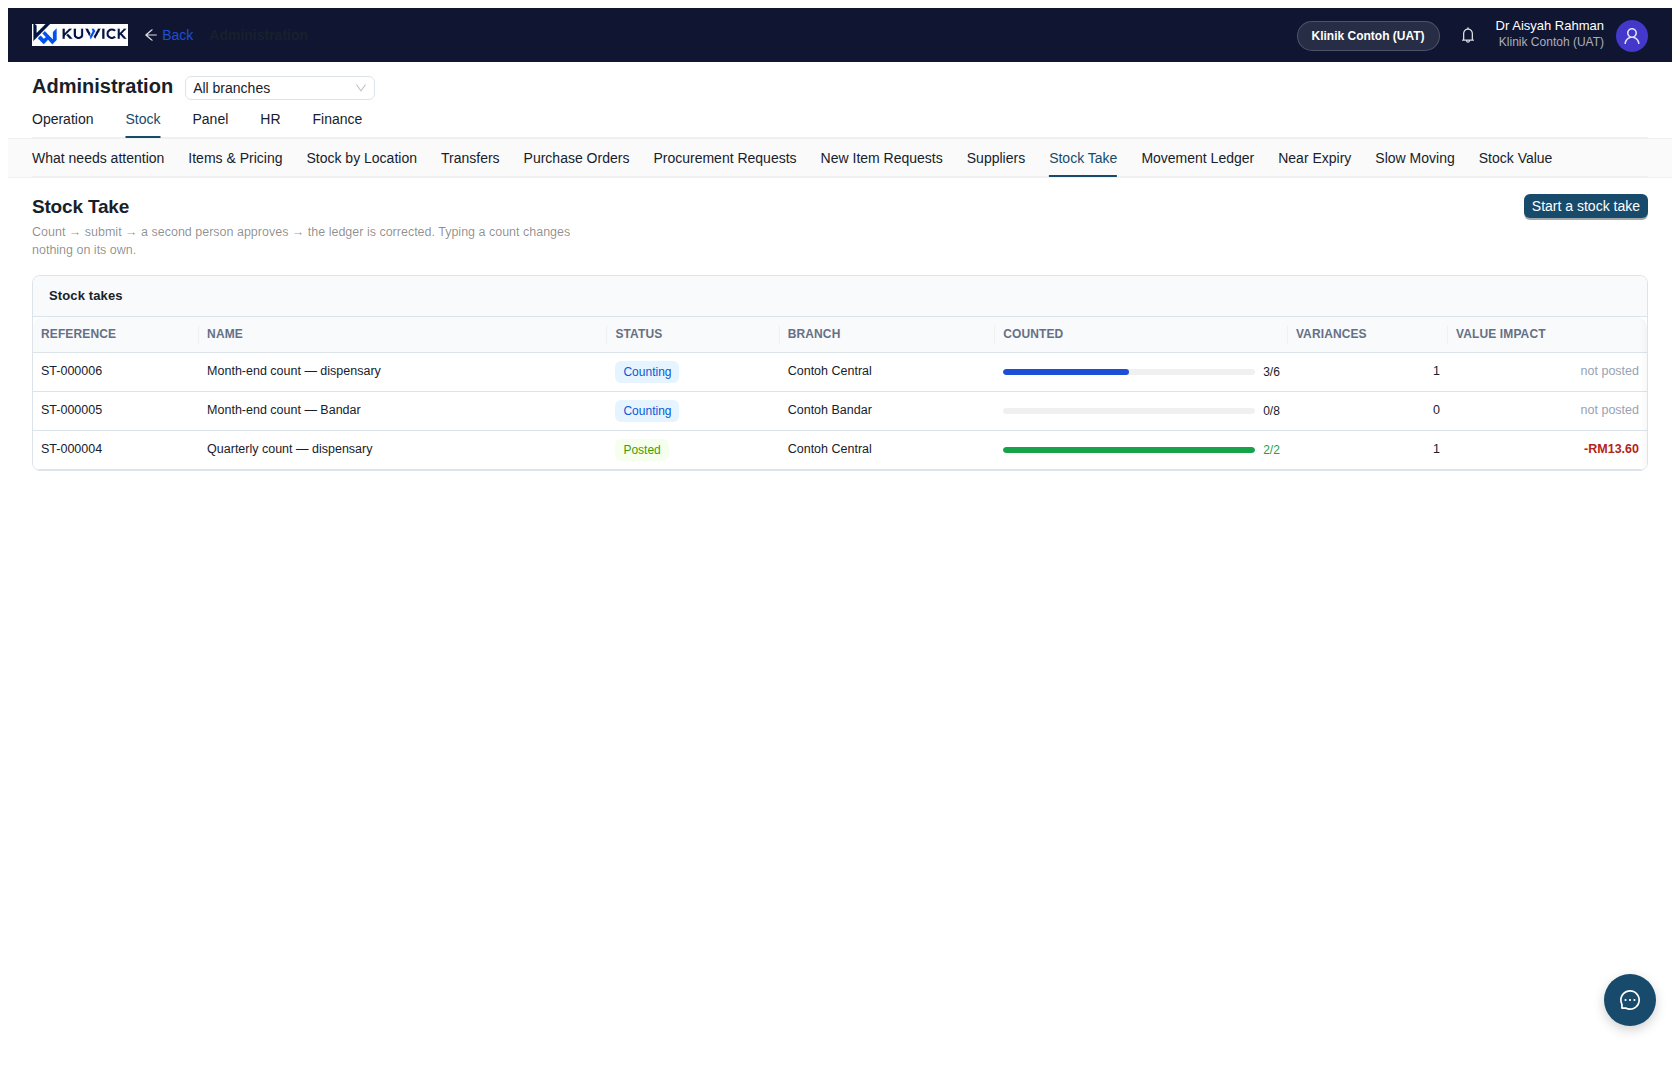 KUWICK
Back Administration
Klinik Contoh (UAT)
Dr Aisyah Rahman
Klinik Contoh (UAT)
Administration All branches
Operation Stock Panel HR Finance
What needs attention Items & Pricing Stock by Location Transfers Purchase Orders Procurement Requests New Item Requests Suppliers Stock Take Movement Ledger Near Expiry Slow Moving Stock Value
Stock Take
Start a stock take
Count → submit → a second person approves → the ledger is corrected. Typing a count changes
nothing on its own.
Stock takes
REFERENCE NAME STATUS BRANCH COUNTED VARIANCES VALUE IMPACT
ST-000006 Month-end count — dispensary Counting Contoh Central 3/6 1 not posted
ST-000005 Month-end count — Bandar Counting Contoh Bandar 0/8 0 not posted
ST-000004 Quarterly count — dispensary Posted Contoh Central 2/2 1 -RM13.60